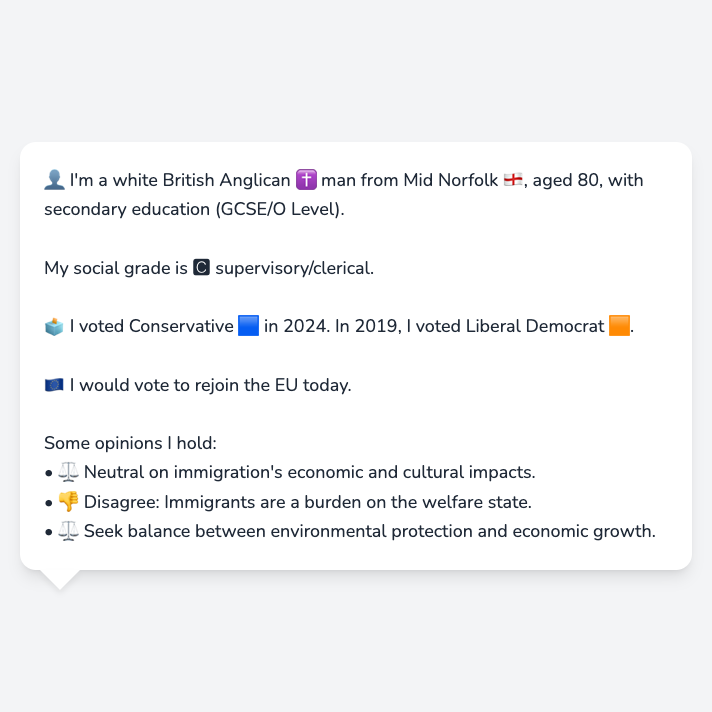 👤 I'm a white British Anglican ✝️ man from Mid Norfolk 🏴󠁧󠁢󠁥󠁮󠁧󠁿, aged 80, with
secondary education (GCSE/O Level).
My social grade is 🅲 supervisory/clerical.
🗳️ I voted Conservative 🟦 in 2024. In 2019, I voted Liberal Democrat 🟧.
🇪🇺 I would vote to rejoin the EU today.
Some opinions I hold:
• ⚖️ Neutral on immigration's economic and cultural impacts.
• 👎 Disagree: Immigrants are a burden on the welfare state.
• ⚖️ Seek balance between environmental protection and economic growth.